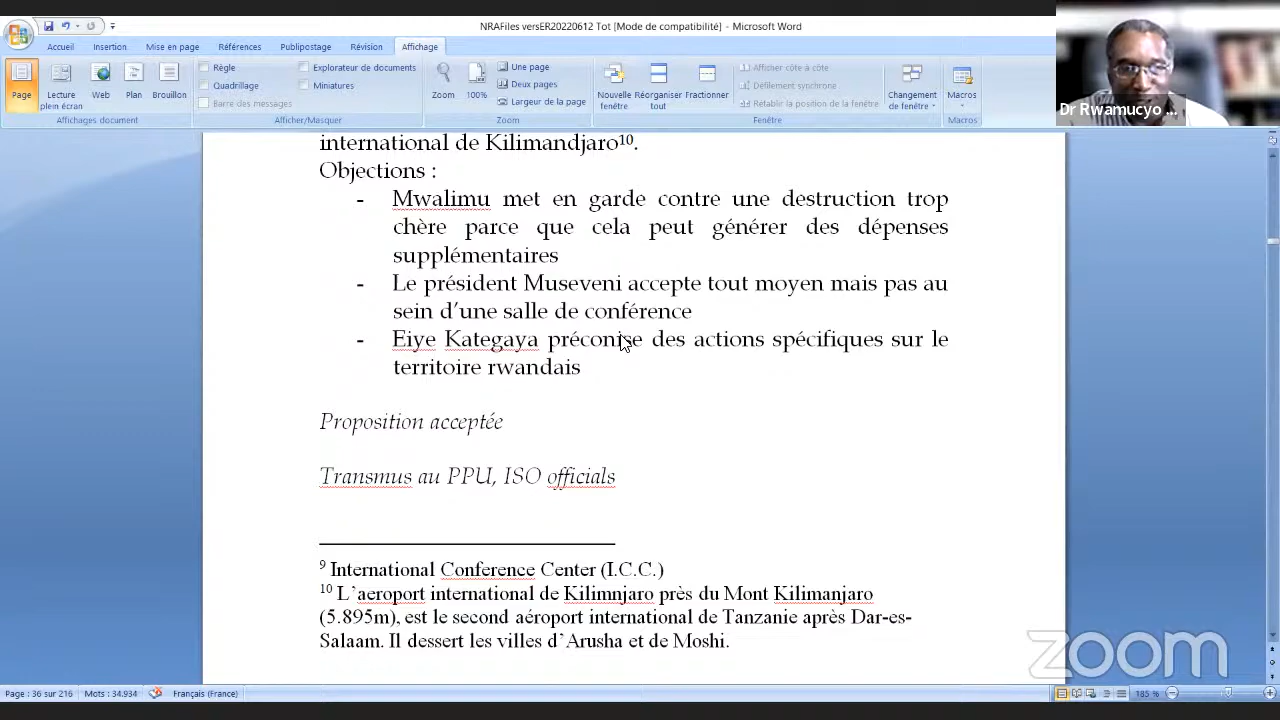 NRAFiles versER20220612 Tot [Mode de compatibilité] - Microsoft Word
Accueil Insertion Mise en page Références Publipostage Révision Affichage
Page
Lecture plein écran
Web
Plan
Brouillon
Affichages document
Règle
Quadrillage
Barre des messages
Explorateur de documents
Miniatures
Afficher/Masquer
Zoom
100%
Une page
Deux pages
Largeur de la page
Zoom
Nouvelle fenêtre
Réorganiser tout
Fractionner
Afficher côte à côte
Défilement synchrone
Rétablir la position de la fenêtre
Changement de fenêtre
Fenêtre
Macros
Macros
Dr Rwamucyo ...
international de Kilimandjaro10.
Objections :
- Mwalimu met en garde contre une destruction trop
chère parce que cela peut générer des dépenses
supplémentaires
- Le président Museveni accepte tout moyen mais pas au
sein d’une salle de conférence
- Eiye Kategaya préconise des actions spécifiques sur le
territoire rwandais
Proposition acceptée
Transmus au PPU, ISO officials
9 International Conference Center (I.C.C.)
10 L’aeroport international de Kilimnjaro près du Mont Kilimanjaro
(5.895m), est le second aéroport international de Tanzanie après Dar-es-
Salaam. Il dessert les villes d’Arusha et de Moshi.
zoom
Page : 36 sur 216 Mots : 34.934 Français (France) 185 %